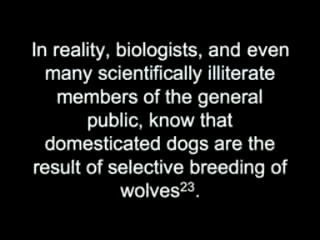 In reality, biologists, and even
many scientifically illiterate
members of the general
public, know that
domesticated dogs are the
result of selective breeding of
wolves²³.